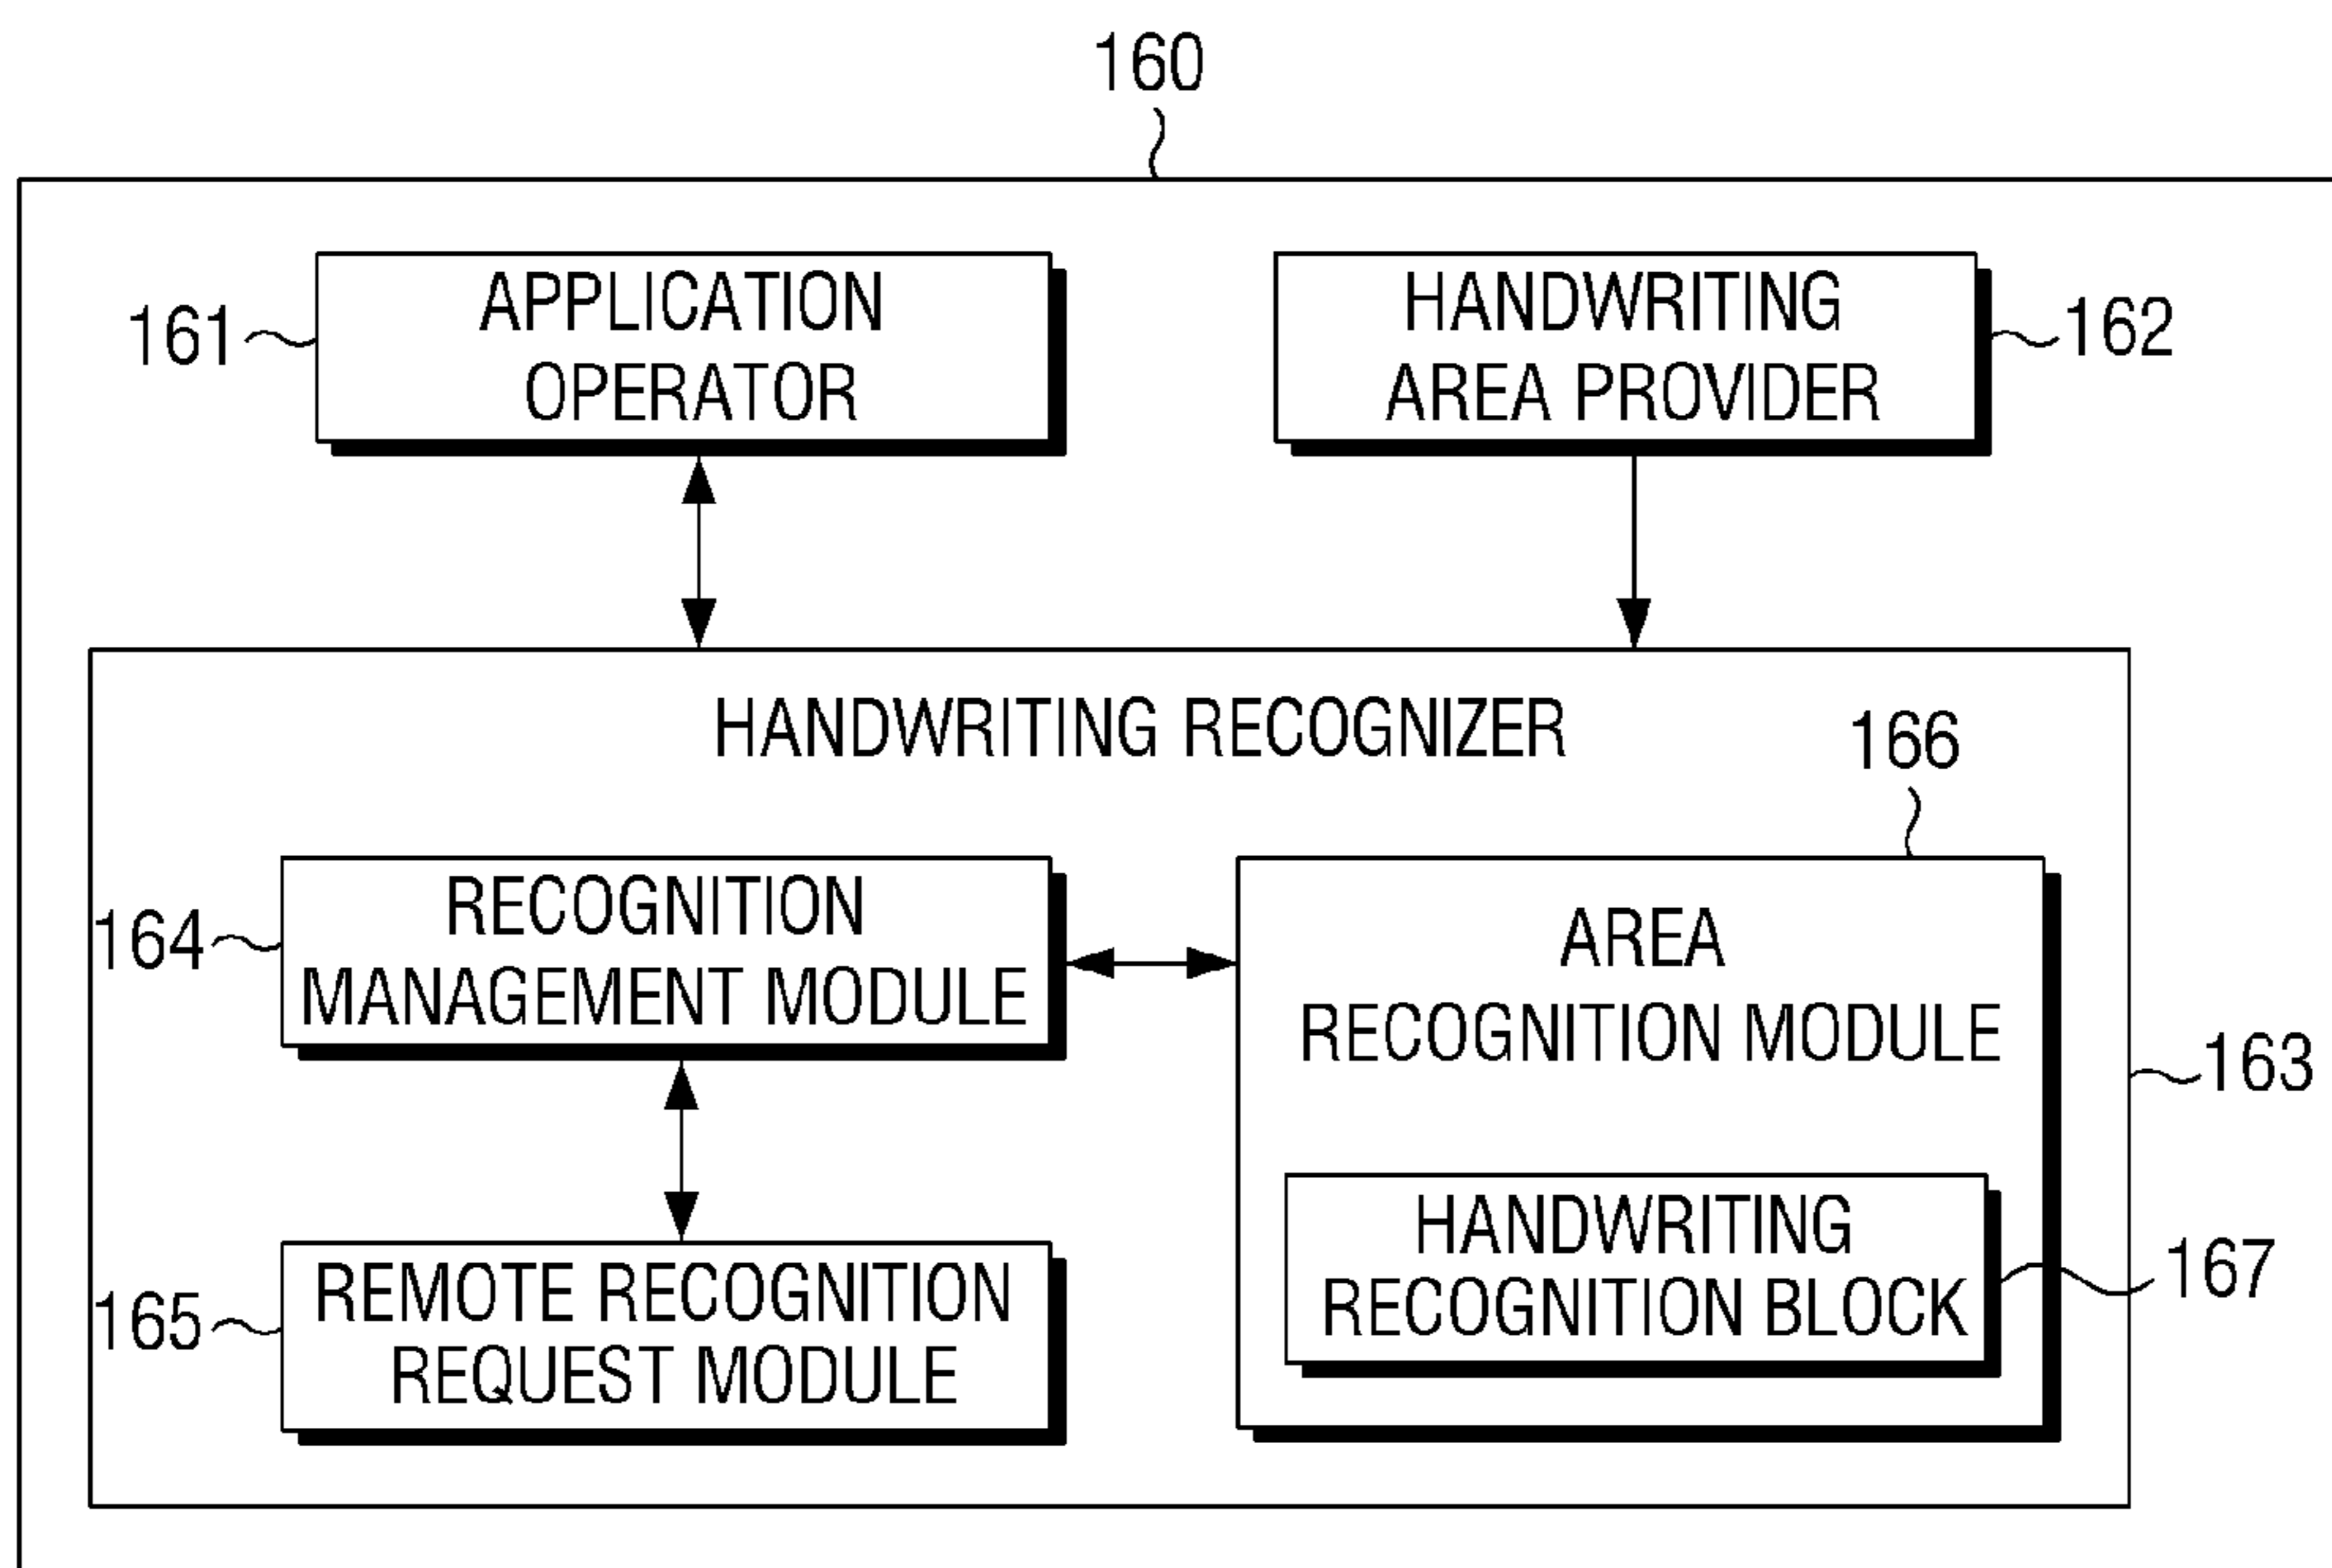 160
161
APPLICATION
OPERATOR
HANDWRITING
AREA PROVIDER
162
HANDWRITING RECOGNIZER
166
164
RECOGNITION
MANAGEMENT MODULE
AREA
RECOGNITION MODULE
163
165
REMOTE RECOGNITION
REQUEST MODULE
HANDWRITING
RECOGNITION BLOCK
167